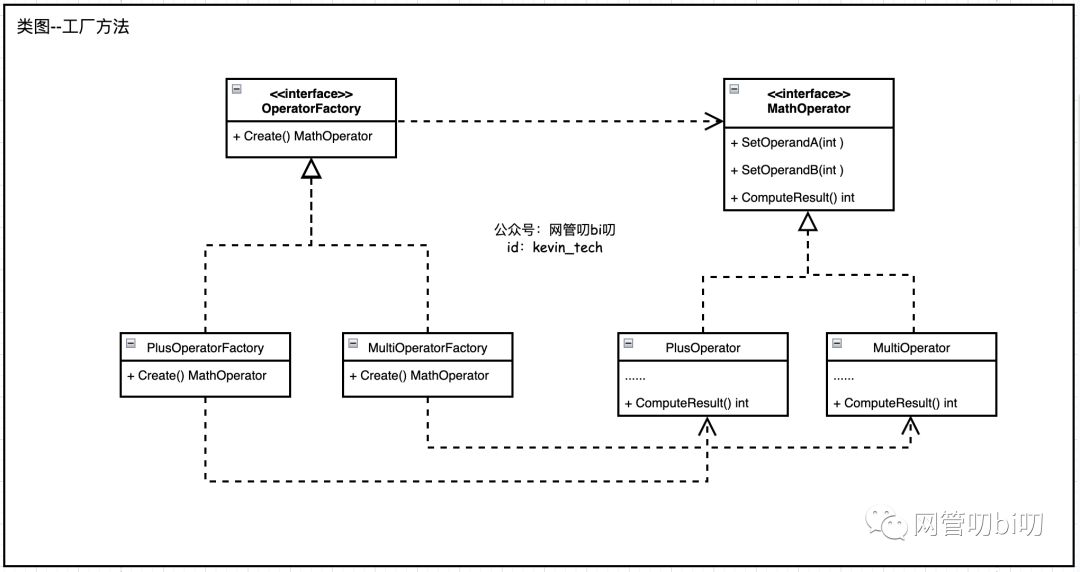 类图--工厂方法
<<interface>>
OperatorFactory
+ Create() MathOperator
<<interface>>
MathOperator
+ SetOperandA(int )
+ SetOperandB(int )
+ ComputeResult() int
公众号：网管叨bi叨
id：kevin_tech
PlusOperatorFactory
+ Create() MathOperator
MultiOperatorFactory
+ Create() MathOperator
PlusOperator
......
+ ComputeResult() int
MultiOperator
......
+ ComputeResult() int
网管叨bi叨